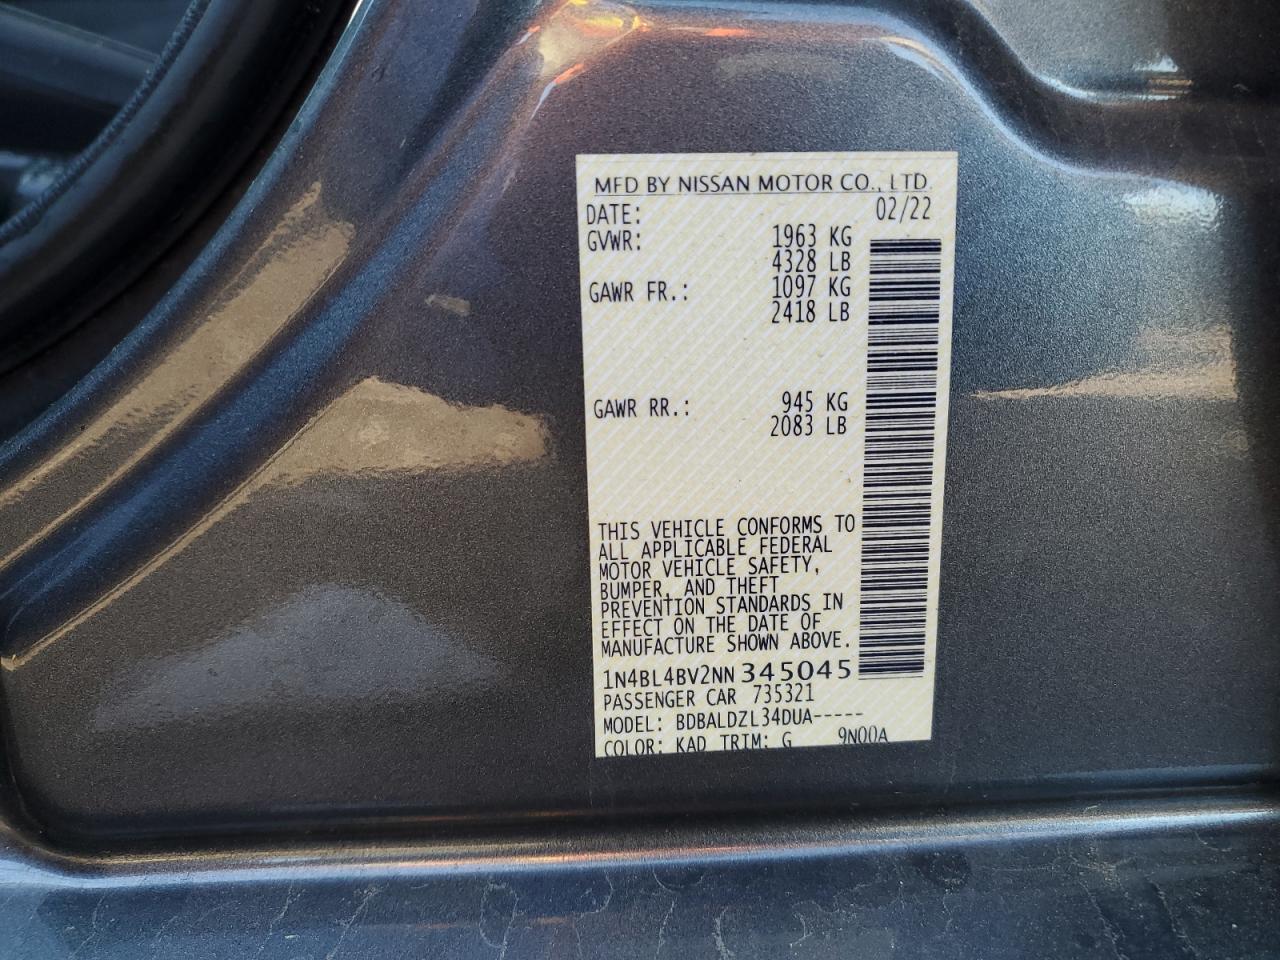 MFD BY NISSAN MOTOR CO., LTD.
DATE: 02/22
GVWR: 1963 KG
4328 LB
GAWR FR.: 1097 KG
2418 LB
GAWR RR.: 945 KG
2083 LB
THIS VEHICLE CONFORMS TO
ALL APPLICABLE FEDERAL
MOTOR VEHICLE SAFETY,
BUMPER, AND THEFT
PREVENTION STANDARDS IN
EFFECT ON THE DATE OF
MANUFACTURE SHOWN ABOVE.
1N4BL4BV2NN345045
PASSENGER CAR 735321
MODEL: BDBALDZL34DUA-----
COLOR: KAD TRIM: G 9N00A